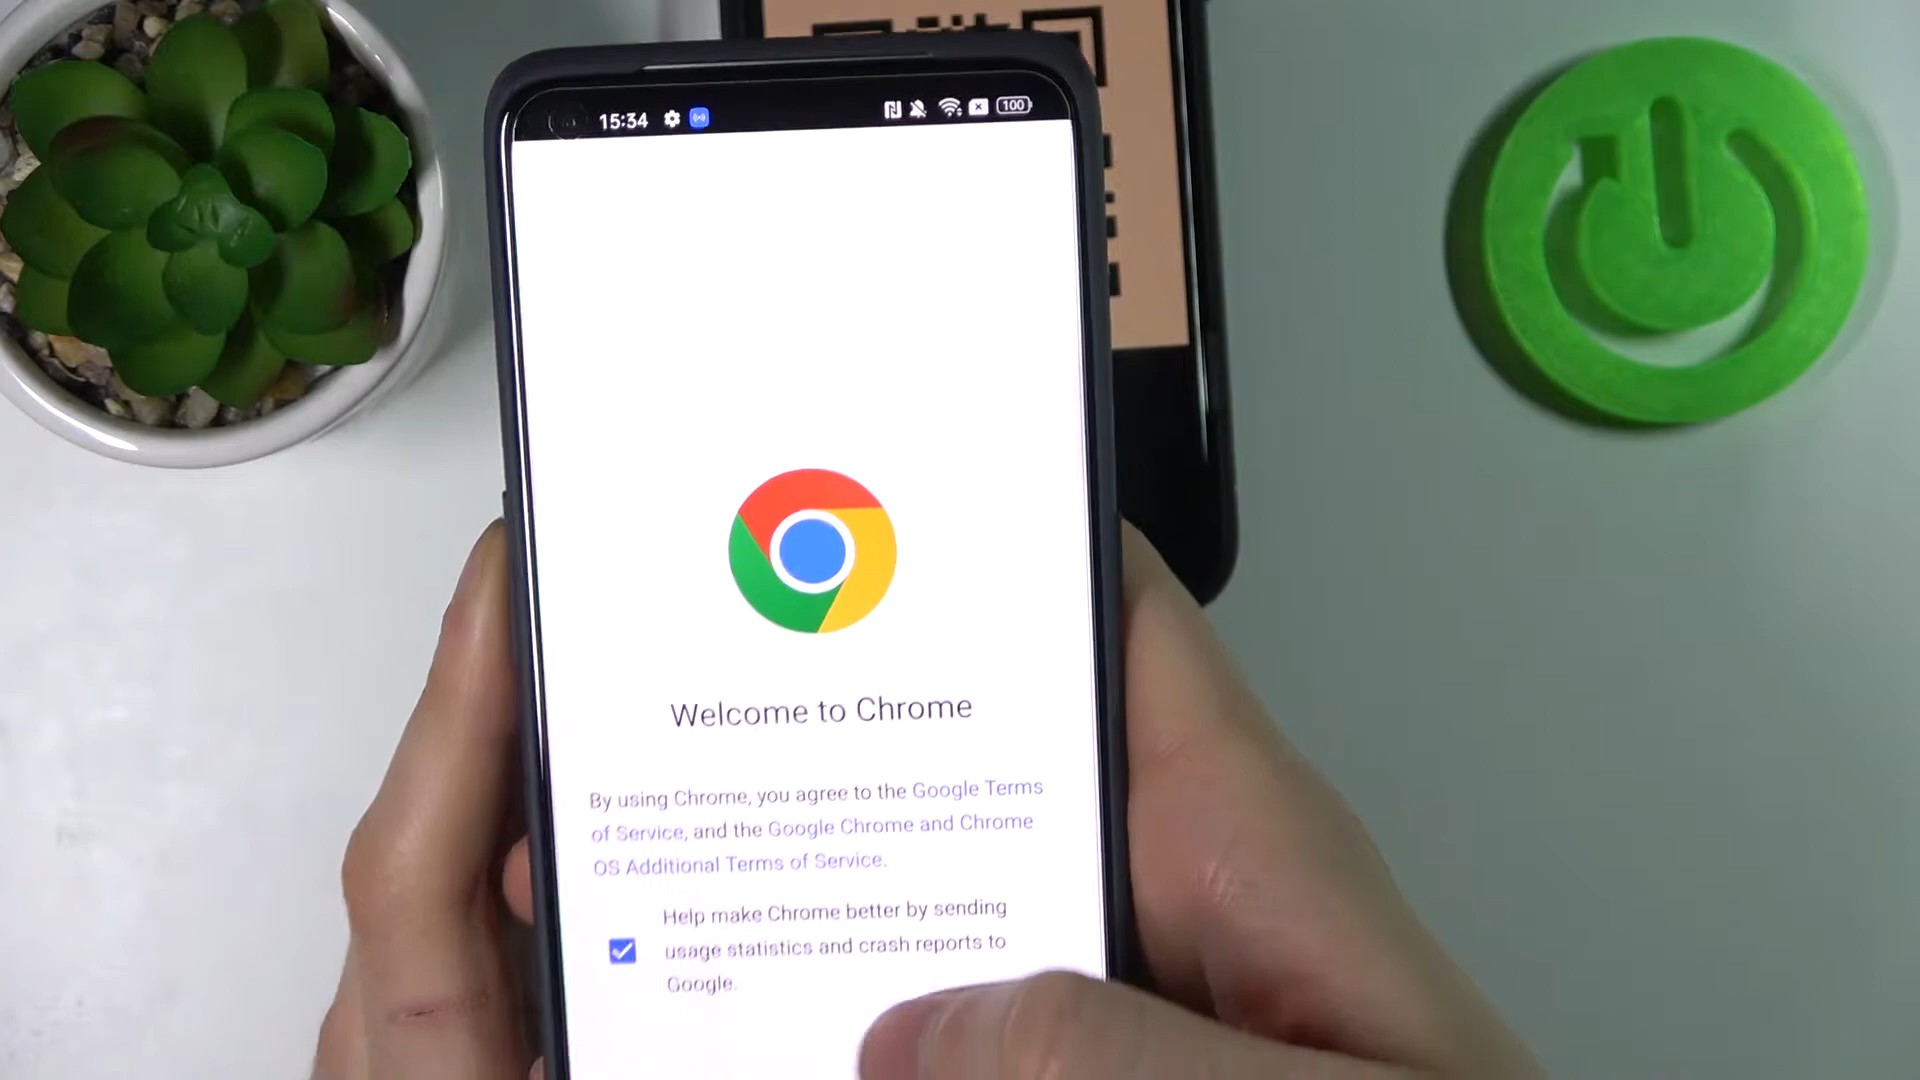 15:34
100
Welcome to Chrome
By using Chrome, you agree to the Google Terms
of Service, and the Google Chrome and Chrome
OS Additional Terms of Service.
Help make Chrome better by sending
usage statistics and crash reports to
Google.